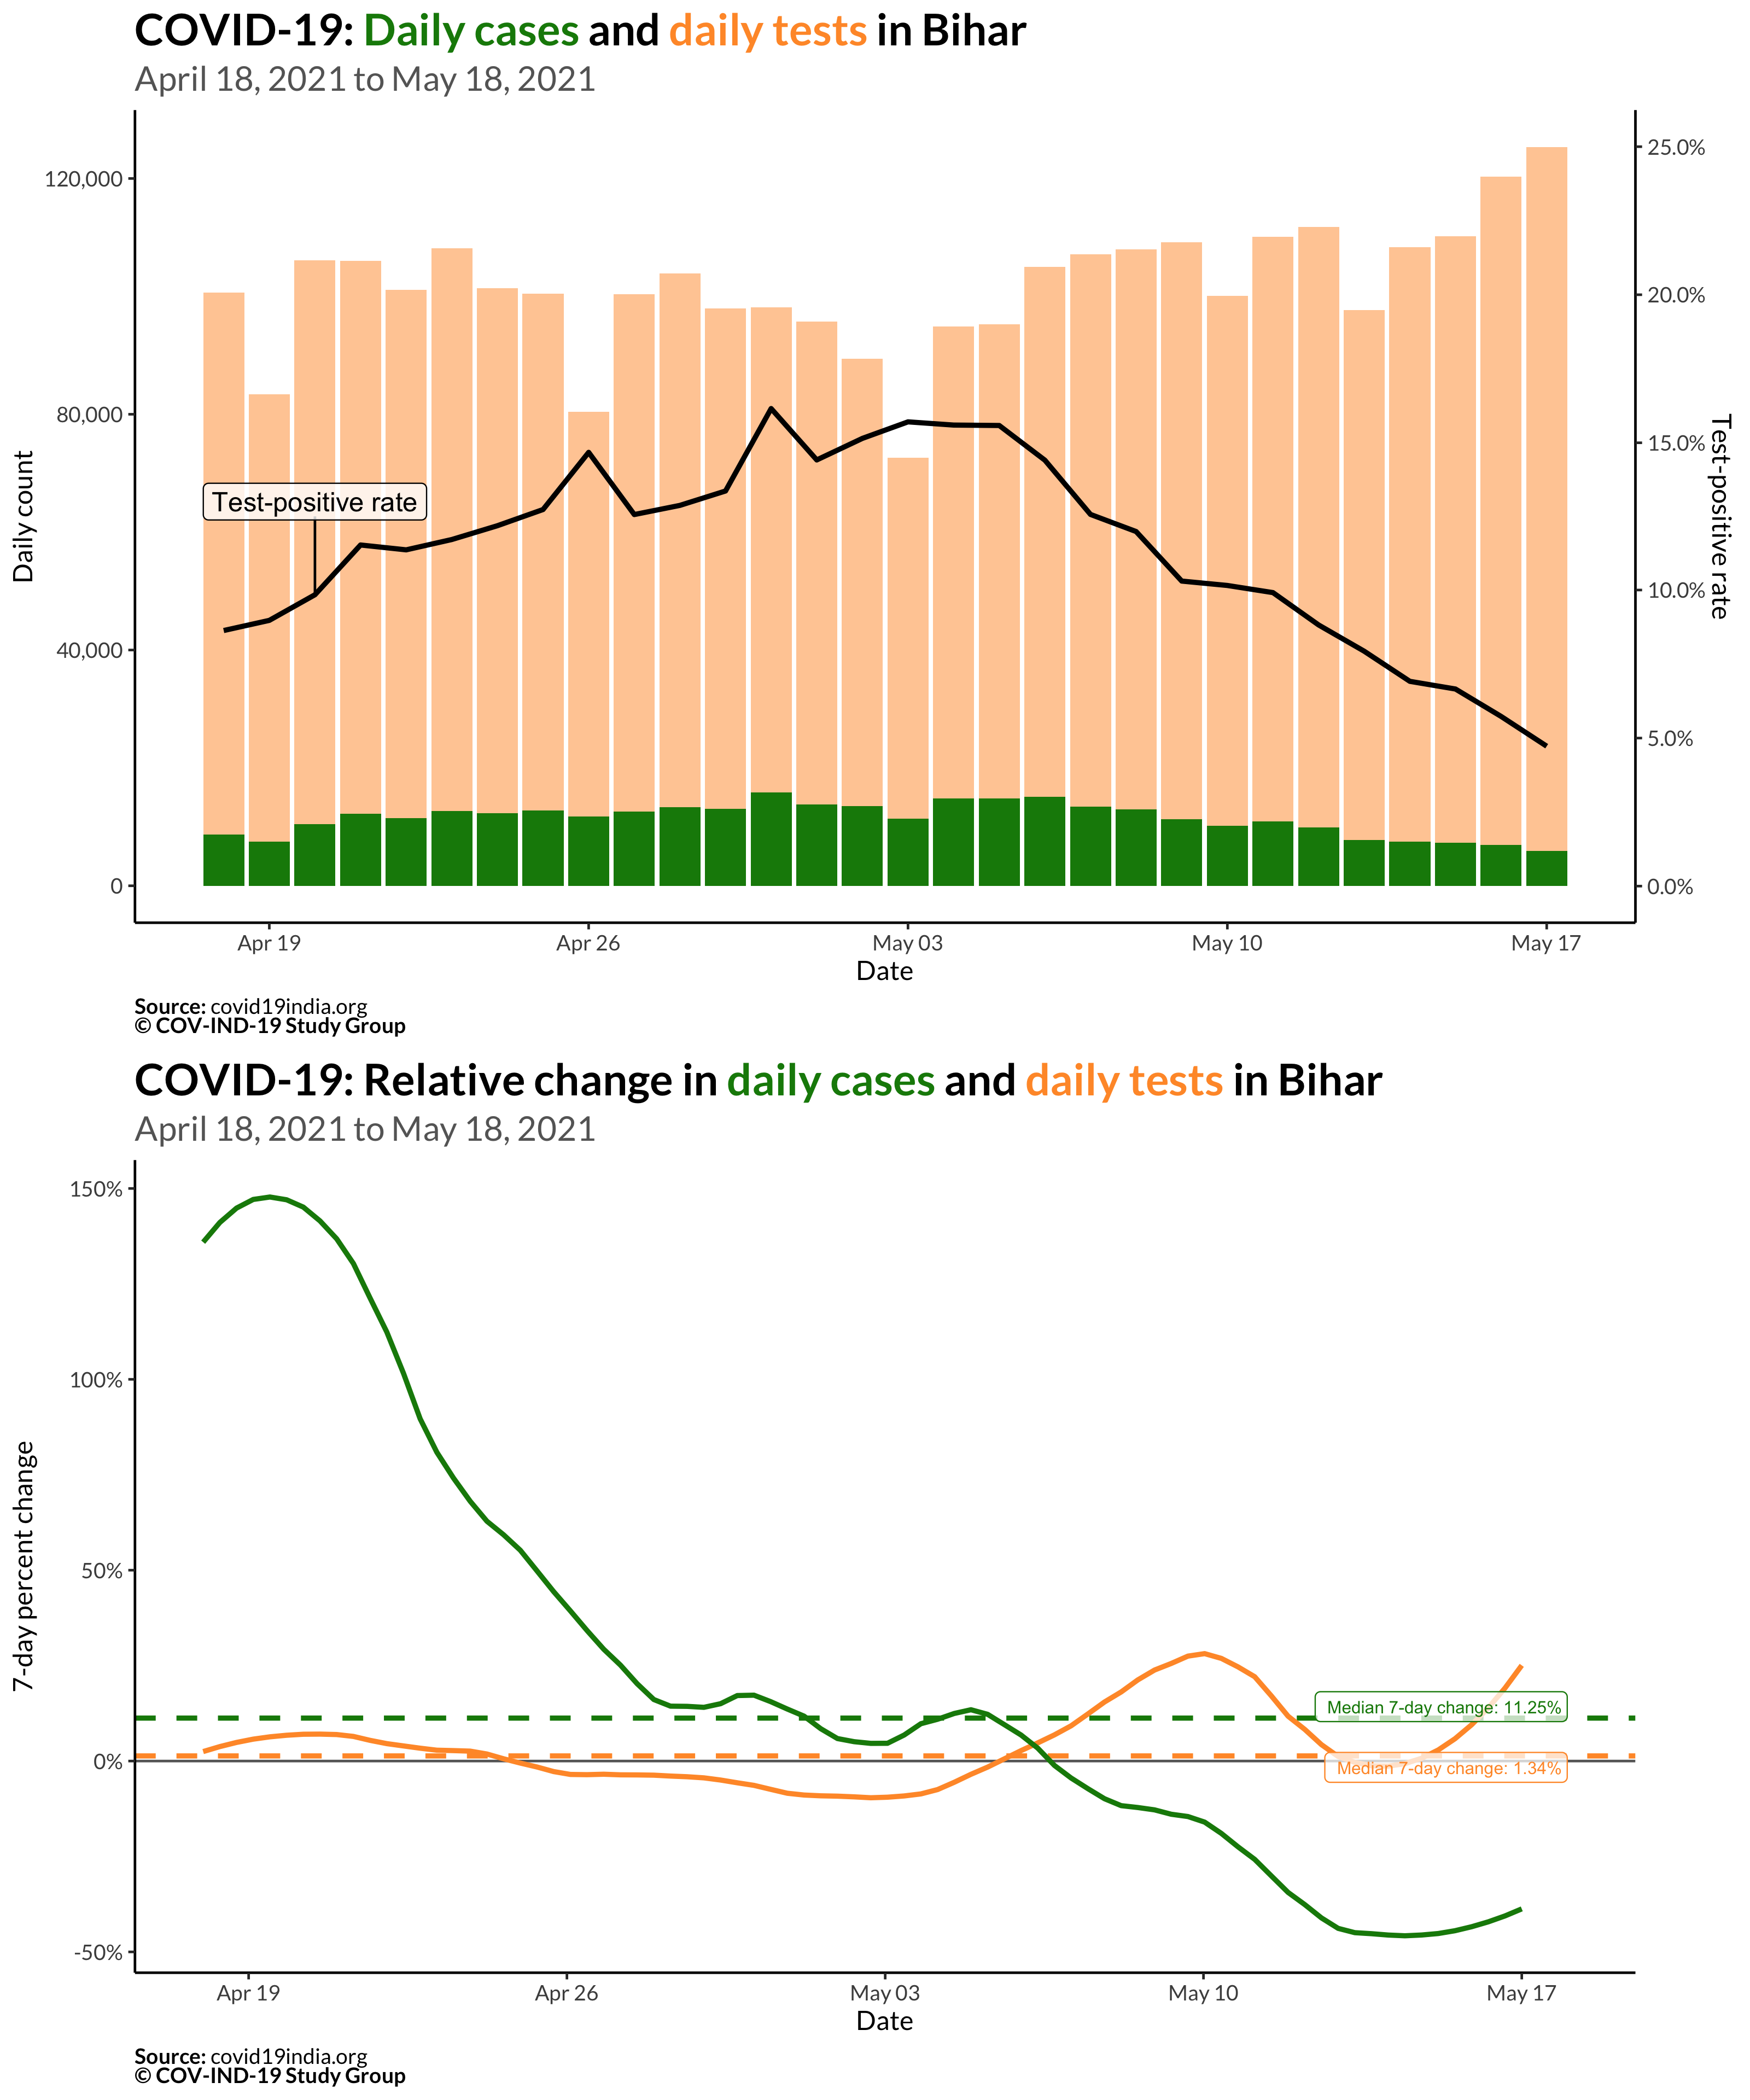 COVID-19: Daily cases and daily tests in Bihar
April 18, 2021 to May 18, 2021
Daily count
120,000
80,000
40,000
0
Test-positive rate
25.0%
20.0%
15.0%
10.0%
5.0%
0.0%
Test-positive rate
Apr 19 Apr 26 May 03 May 10 May 17
Date
Source: covid19india.org
© COV-IND-19 Study Group
COVID-19: Relative change in daily cases and daily tests in Bihar
April 18, 2021 to May 18, 2021
7-day percent change
150%
100%
50%
0%
-50%
Median 7-day change: 11.25%
Median 7-day change: 1.34%
Apr 19 Apr 26 May 03 May 10 May 17
Date
Source: covid19india.org
© COV-IND-19 Study Group